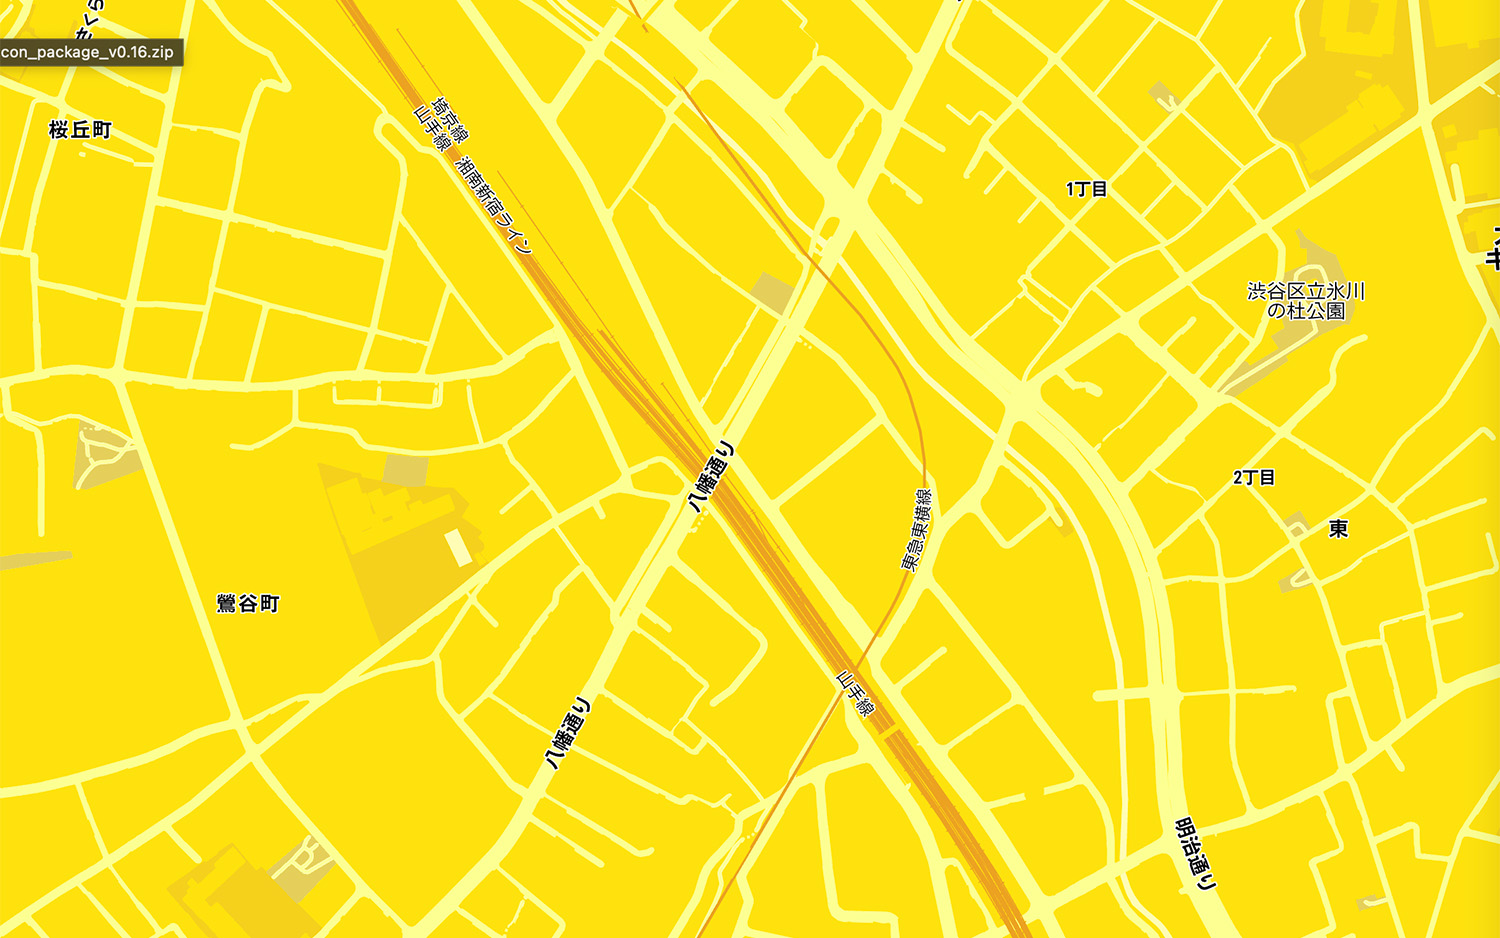 さくら
con_package_v0.16.zip
桜丘町
埼京線
山手線
湘南新宿ライン
1丁目
渋谷区立氷川
の杜公園
八幡通り
2丁目
東急東横線
東
鶯谷町
山手線
八幡通り
明治通り